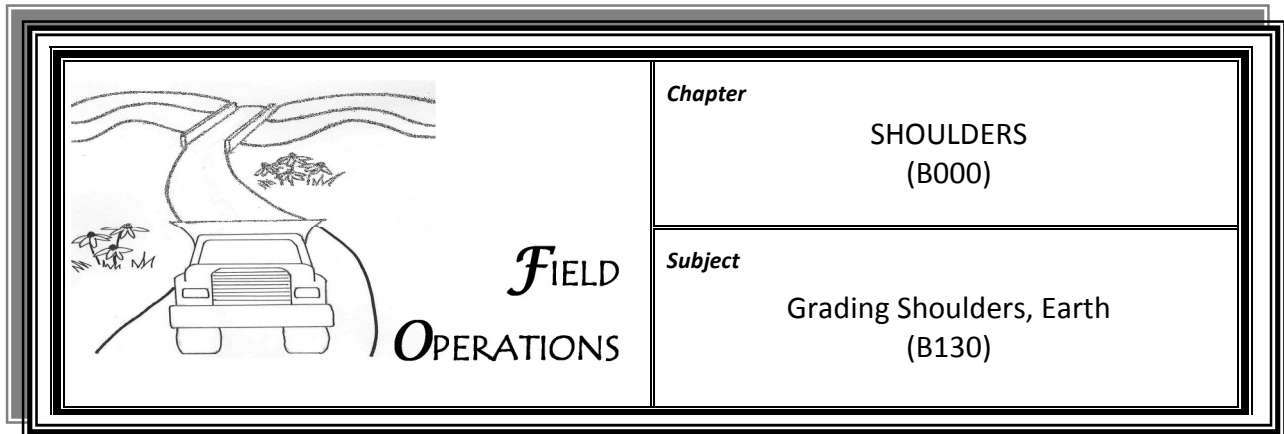 FIELD
OPERATIONS
Chapter
SHOULDERS
(B000)
Subject
Grading Shoulders, Earth
(B130)